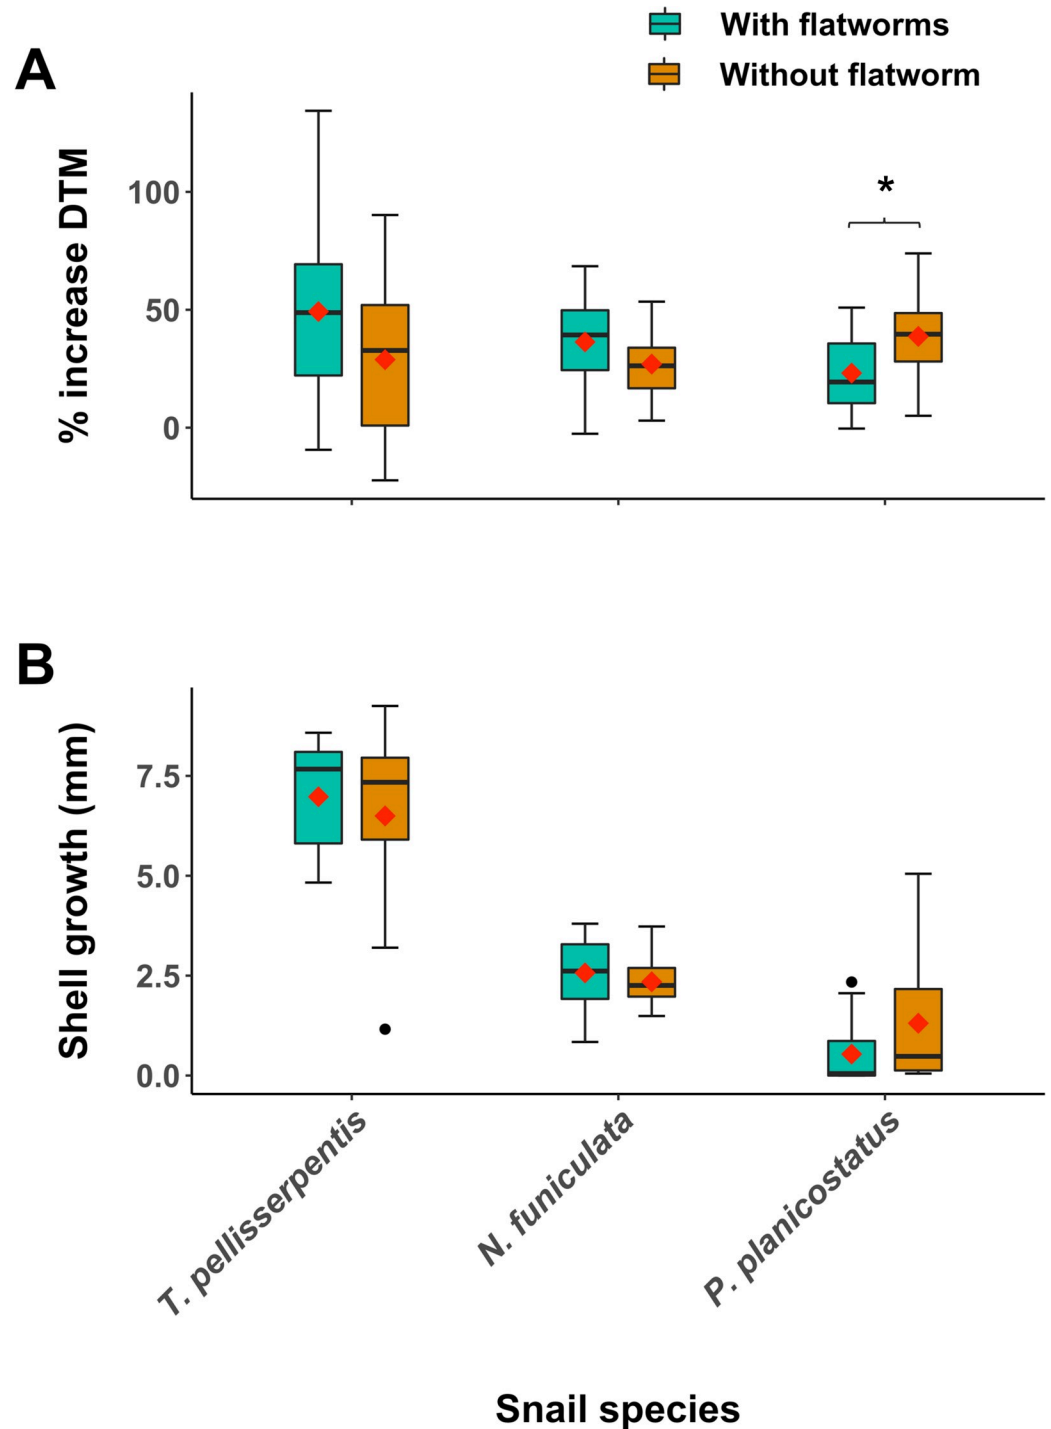 With flatworms
Without flatworm
A
% increase DTM
100
50
0
*
B
Shell growth (mm)
7.5
5.0
2.5
0.0
T. pellisserpentis
N. funiculata
P. planicostatus
Snail species